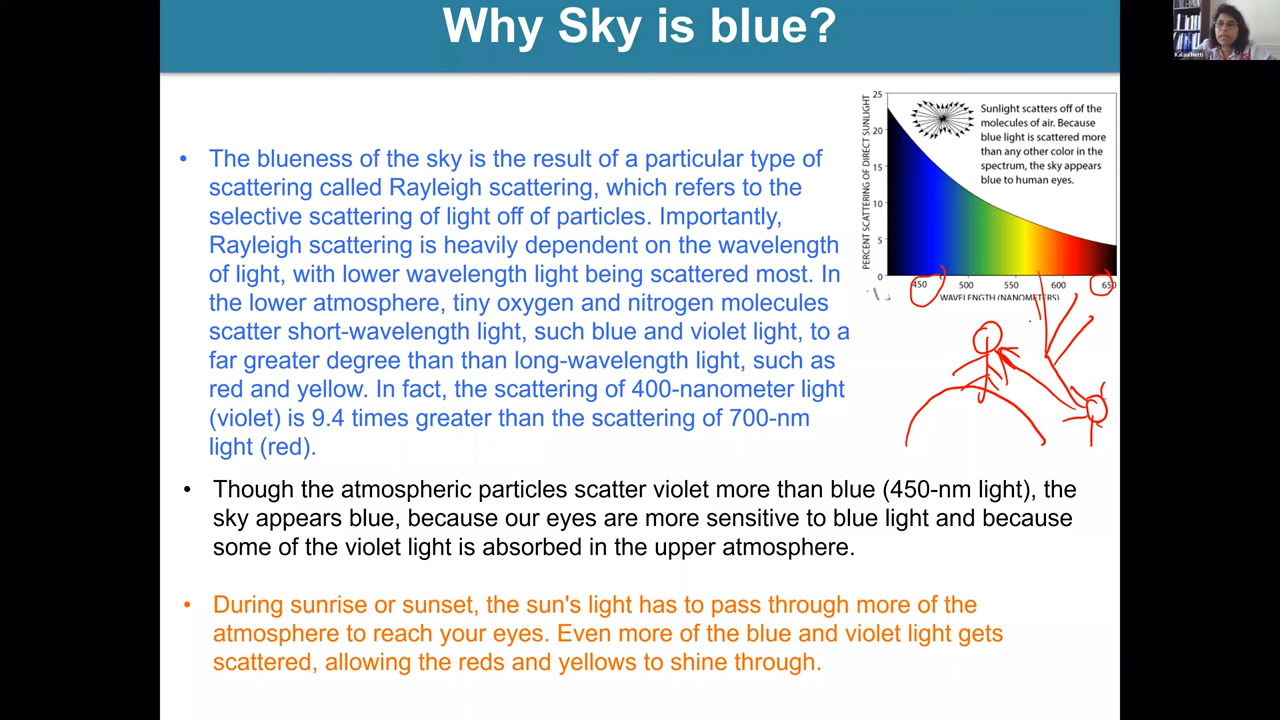 Why Sky is blue?
Kalani Hetti
• The blueness of the sky is the result of a particular type of
scattering called Rayleigh scattering, which refers to the
selective scattering of light off of particles. Importantly,
Rayleigh scattering is heavily dependent on the wavelength
of light, with lower wavelength light being scattered most. In
the lower atmosphere, tiny oxygen and nitrogen molecules
scatter short-wavelength light, such blue and violet light, to a
far greater degree than than long-wavelength light, such as
red and yellow. In fact, the scattering of 400-nanometer light
(violet) is 9.4 times greater than the scattering of 700-nm
light (red).
PERCENT SCATTERING OF DIRECT SUNLIGHT
25
20
15
10
5
0
Sunlight scatters off of the
molecules of air. Because
blue light is scattered more
than any other color in the
spectrum, the sky appears
blue to human eyes.
450 500 550 600 650
WAVELENGTH (NANOMETERS)
• Though the atmospheric particles scatter violet more than blue (450-nm light), the
sky appears blue, because our eyes are more sensitive to blue light and because
some of the violet light is absorbed in the upper atmosphere.
• During sunrise or sunset, the sun's light has to pass through more of the
atmosphere to reach your eyes. Even more of the blue and violet light gets
scattered, allowing the reds and yellows to shine through.